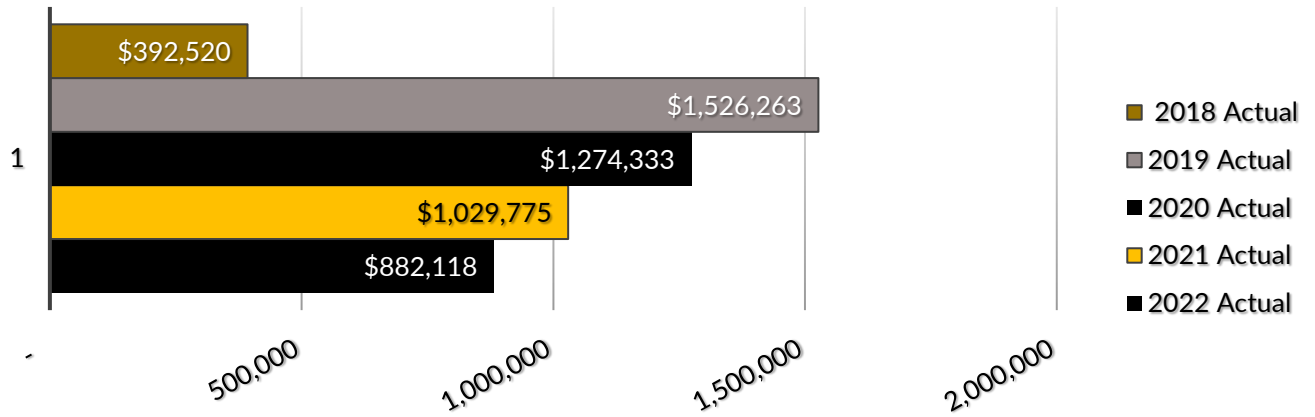 $392,520
$1,526,263
1
$1,274,333
$1,029,775
$882,118
-
500,000
1,000,000
1,500,000
2,000,000
2018 Actual
2019 Actual
2020 Actual
2021 Actual
2022 Actual